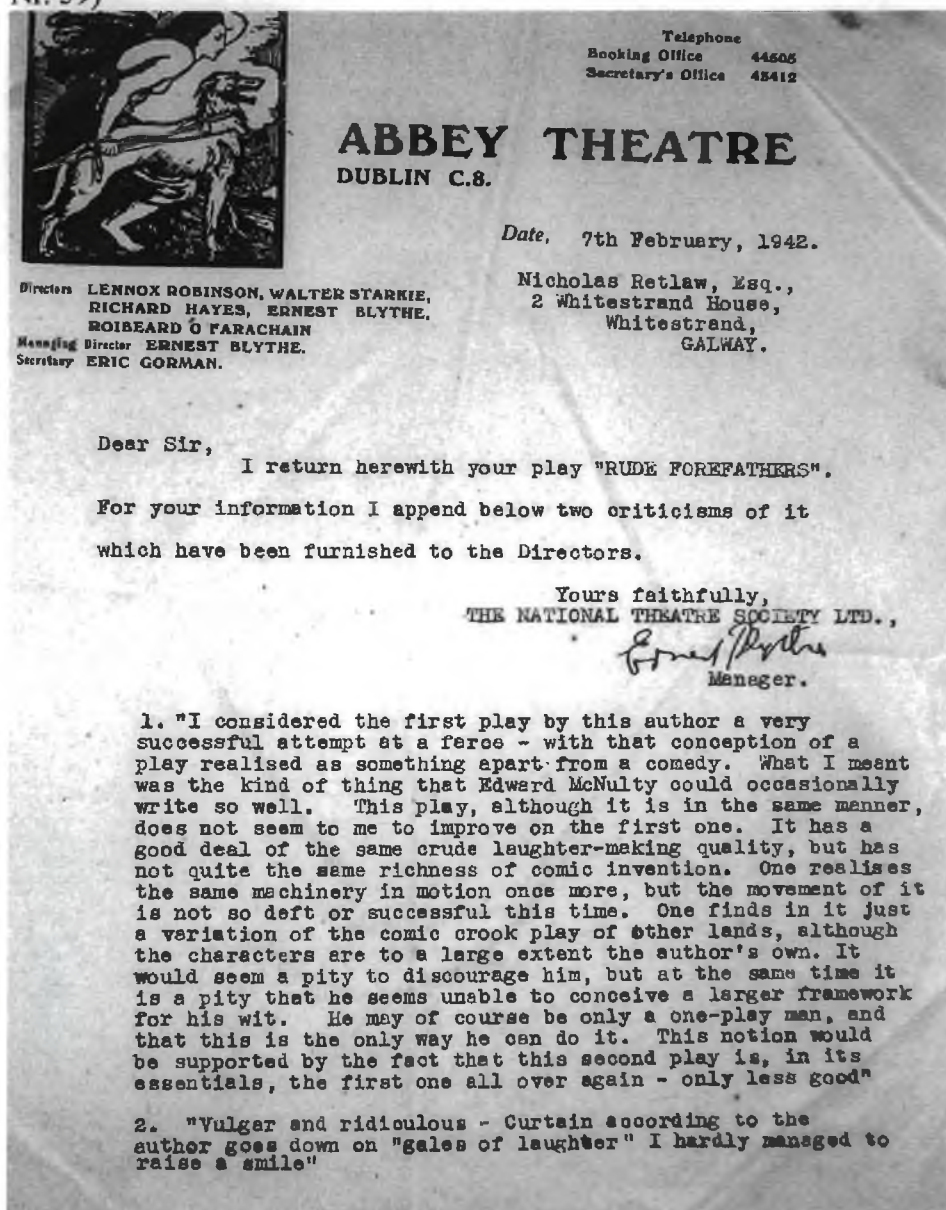 Nr. 39)
Telephone
Booking Office 44505
Secretary's Office 45412
ABBEY THEATRE
DUBLIN C.8.
Date, 7th February, 1942.
Nicholas Retlaw, Esq.,
2 Whitestrand House,
Whitestrand,
GALWAY.
Directors LENNOX ROBINSON, WALTER STARKIE,
RICHARD HAYES, ERNEST BLYTHE,
ROIBEARD Ó FARACHAIN
Managing Director ERNEST BLYTHE.
Secretary ERIC GORMAN.
Dear Sir,
I return herewith your play "RUDE FOREFATHERS".
For your information I append below two criticisms of it
which have been furnished to the Directors.
Yours faithfully,
THE NATIONAL THEATRE SOCIETY LTD.,
Ernest Blythe
Manager.
1. "I considered the first play by this author a very
successful attempt at a farce - with that conception of a
play realised as something apart from a comedy. What I meant
was the kind of thing that Edward McNulty could occasionally
write so well. This play, although it is in the same manner,
does not seem to me to improve on the first one. It has a
good deal of the same crude laughter-making quality, but has
not quite the same richness of comic invention. One realises
the same machinery in motion once more, but the movement of it
is not so deft or successful this time. One finds in it just
a variation of the comic crook play of other lands, although
the characters are to a large extent the author's own. It
would seem a pity to discourage him, but at the same time it
is a pity that he seems unable to conceive a larger framework
for his wit. He may of course be only a one-play man, and
that this is the only way he can do it. This notion would
be supported by the fact that this second play is, in its
essentials, the first one all over again - only less good"
2. "Vulgar and ridiculous - Curtain according to the
author goes down on "gales of laughter" I hardly managed to
raise a smile"